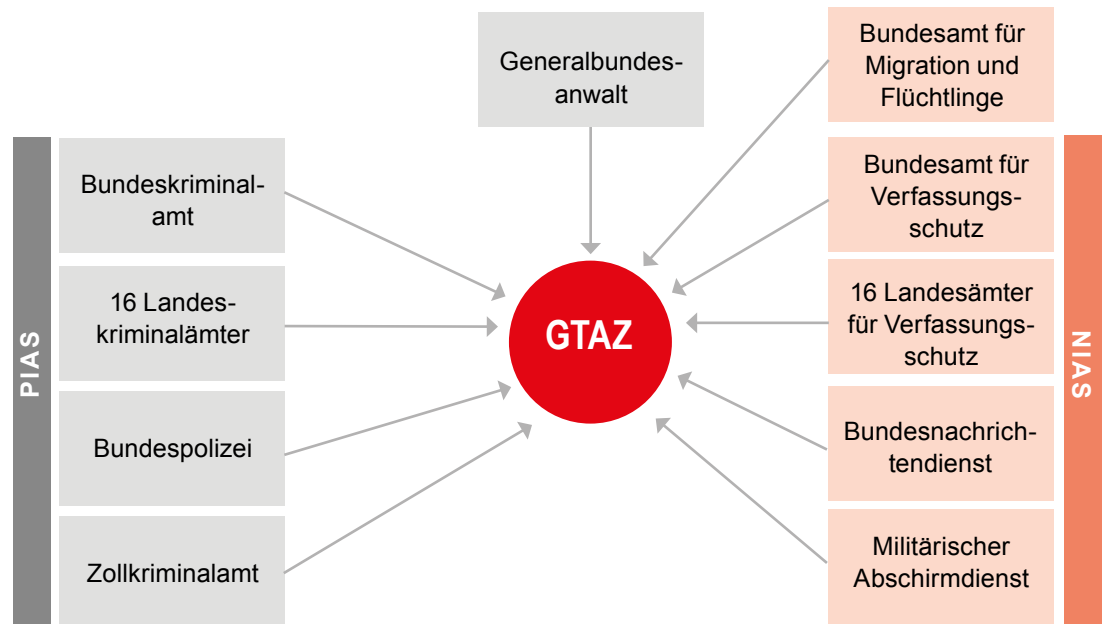 Generalbundes-
anwalt
Bundesamt für
Migration und
Flüchtlinge
PIAS
Bundeskriminal-
amt
16 Landes-
kriminalämter
Bundespolizei
Zollkriminalamt
GTAZ
Bundesamt für
Verfassungs-
schutz
16 Landesämter
für Verfassungs-
schutz
Bundesnachrich-
tendienst
Militärischer
Abschirmdienst
NIAS